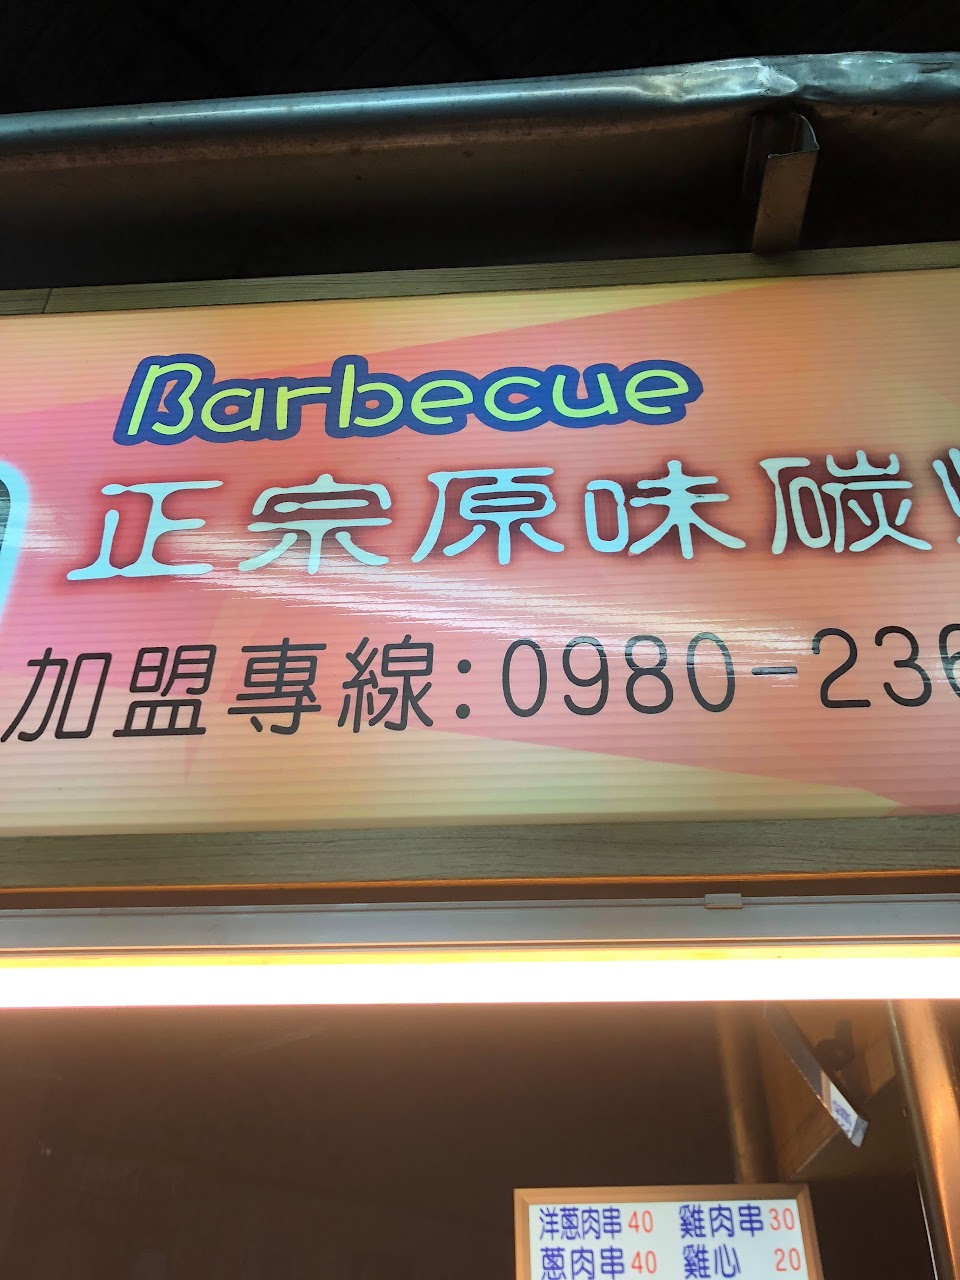 Barbecue
正宗原味碳
加盟專線:0980-236
洋蔥肉串40 雞肉串30
蔥肉串40 雞心 20